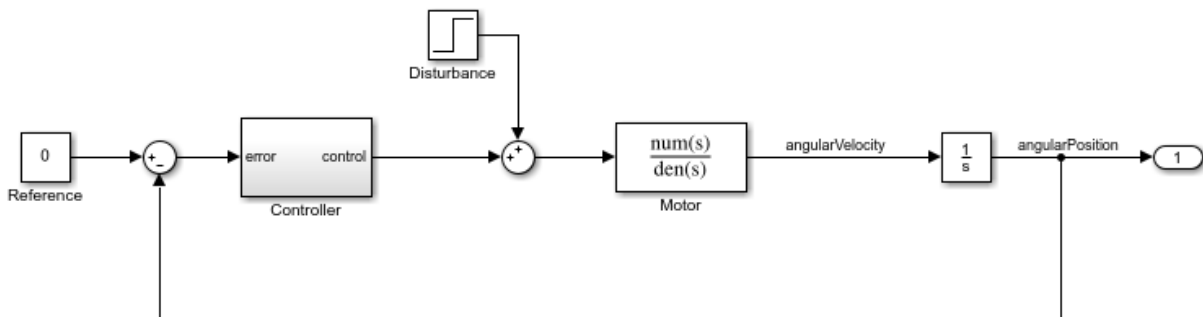 Disturbance
0
Reference
+
−
error
control
Controller
+
+
num(s)
den(s)
Motor
angularVelocity
1
s
angularPosition
1